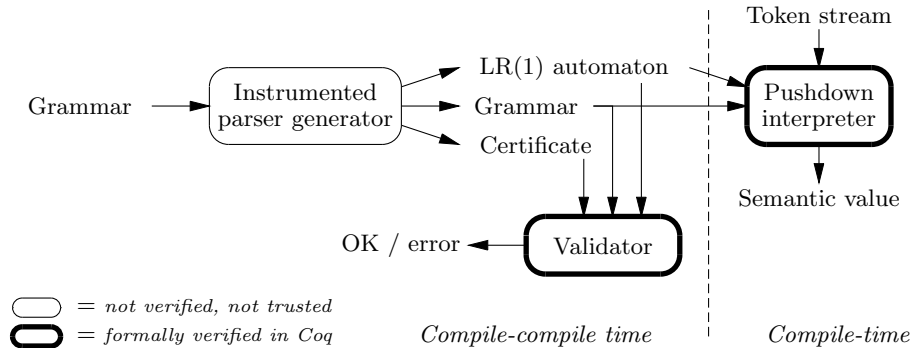 Token stream
LR(1) automaton
Grammar
Instrumented
parser generator
Grammar
Pushdown
interpreter
Certificate
Semantic value
OK / error
Validator
= not verified, not trusted
= formally verified in Coq
Compile-compile time
Compile-time